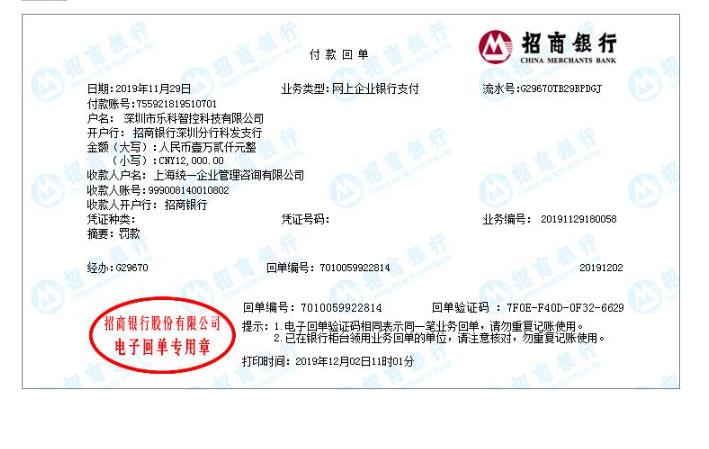 付 款 回 单
招商银行
CHINA MERCHANTS BANK
日期:2019年11月29日 业务类型:网上企业银行支付 流水号:G29670TB29BPDGJ
付款账号:755921819510701
户名: 深圳市乐科智控科技有限公司
开户行: 招商银行深圳分行科发支行
金额(大写):人民币壹万贰仟元整
(小写):CNY12,000.00
收款人户名: 上海统一企业管理咨询有限公司
收款人账号:999008140010802
收款人开户行: 招商银行
凭证种类: 凭证号码: 业务编号: 20191129180058
摘要:罚款
经办:G29670 回单编号: 7010059922814 20191202
回单编号: 7010059922814 回单验证码 : 7F0E-F40D-0F32-6629
招商银行股份有限公司
电子回单专用章
提示: 1.电子回单验证码相同表示同一笔业务回单,请勿重复记账使用。
2.已在银行柜台领用业务回单的单位,请注意核对,勿重复记账使用。
打印时间: 2019年12月02日11时01分